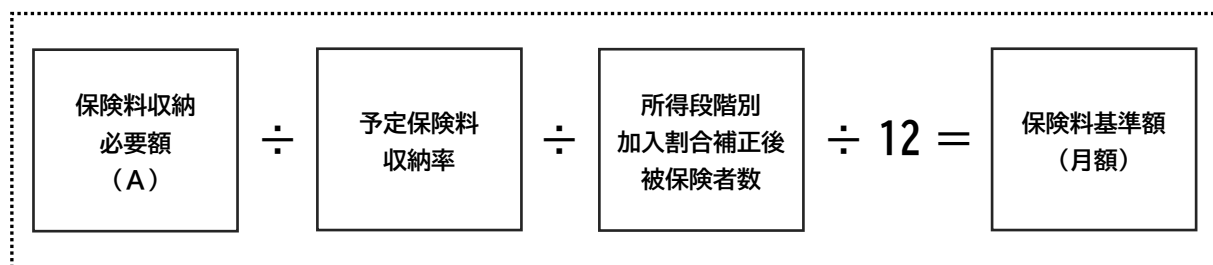 保険料収納
必要額
（A）
÷
予定保険料
収納率
÷
所得段階別
加入割合補正後
被保険者数
÷ 12 ＝
保険料基準額
（月額）